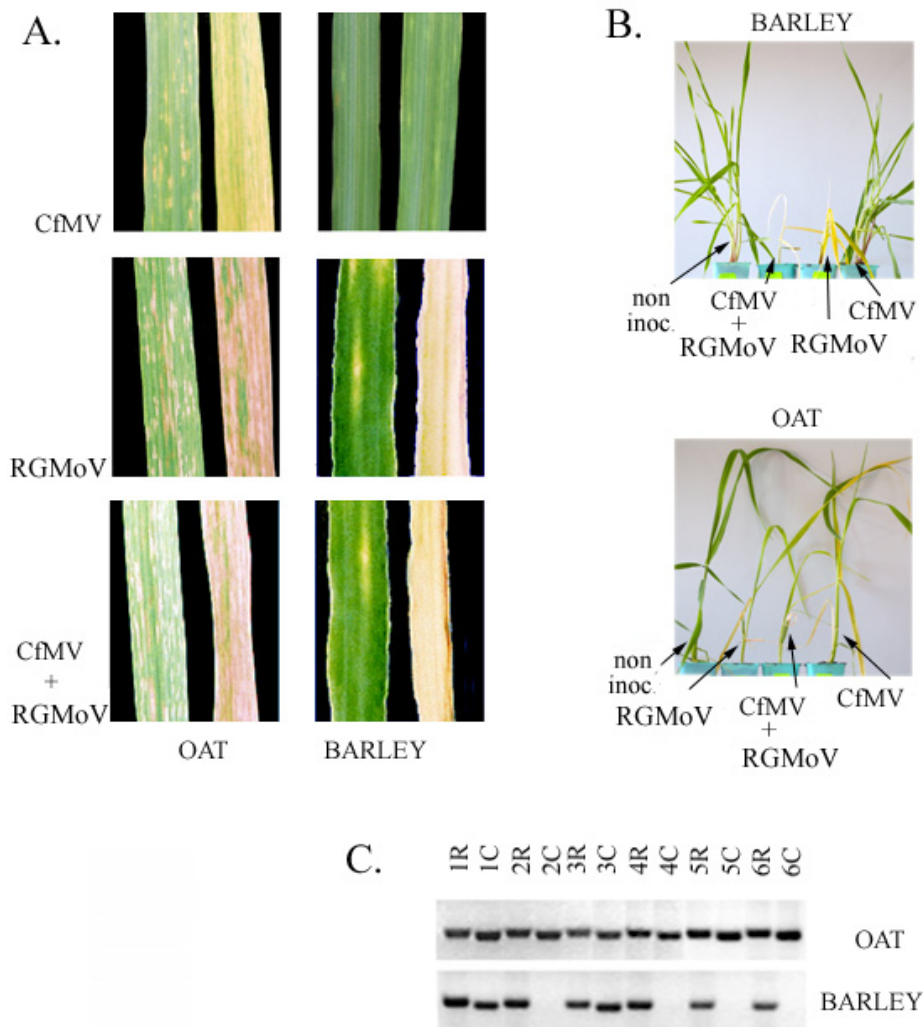 A.
CfMV
RGMoV
CfMV
+
RGMoV
OAT
BARLEY
B.
BARLEY
non
inoc.
CfMV
+
RGMoV
RGMoV
CfMV
OAT
non
inoc.
RGMoV
CfMV
+
RGMoV
CfMV
C.
1R 1C 2R 2C 3R 3C 4R 4C 5R 5C 6R 6C
OAT
BARLEY